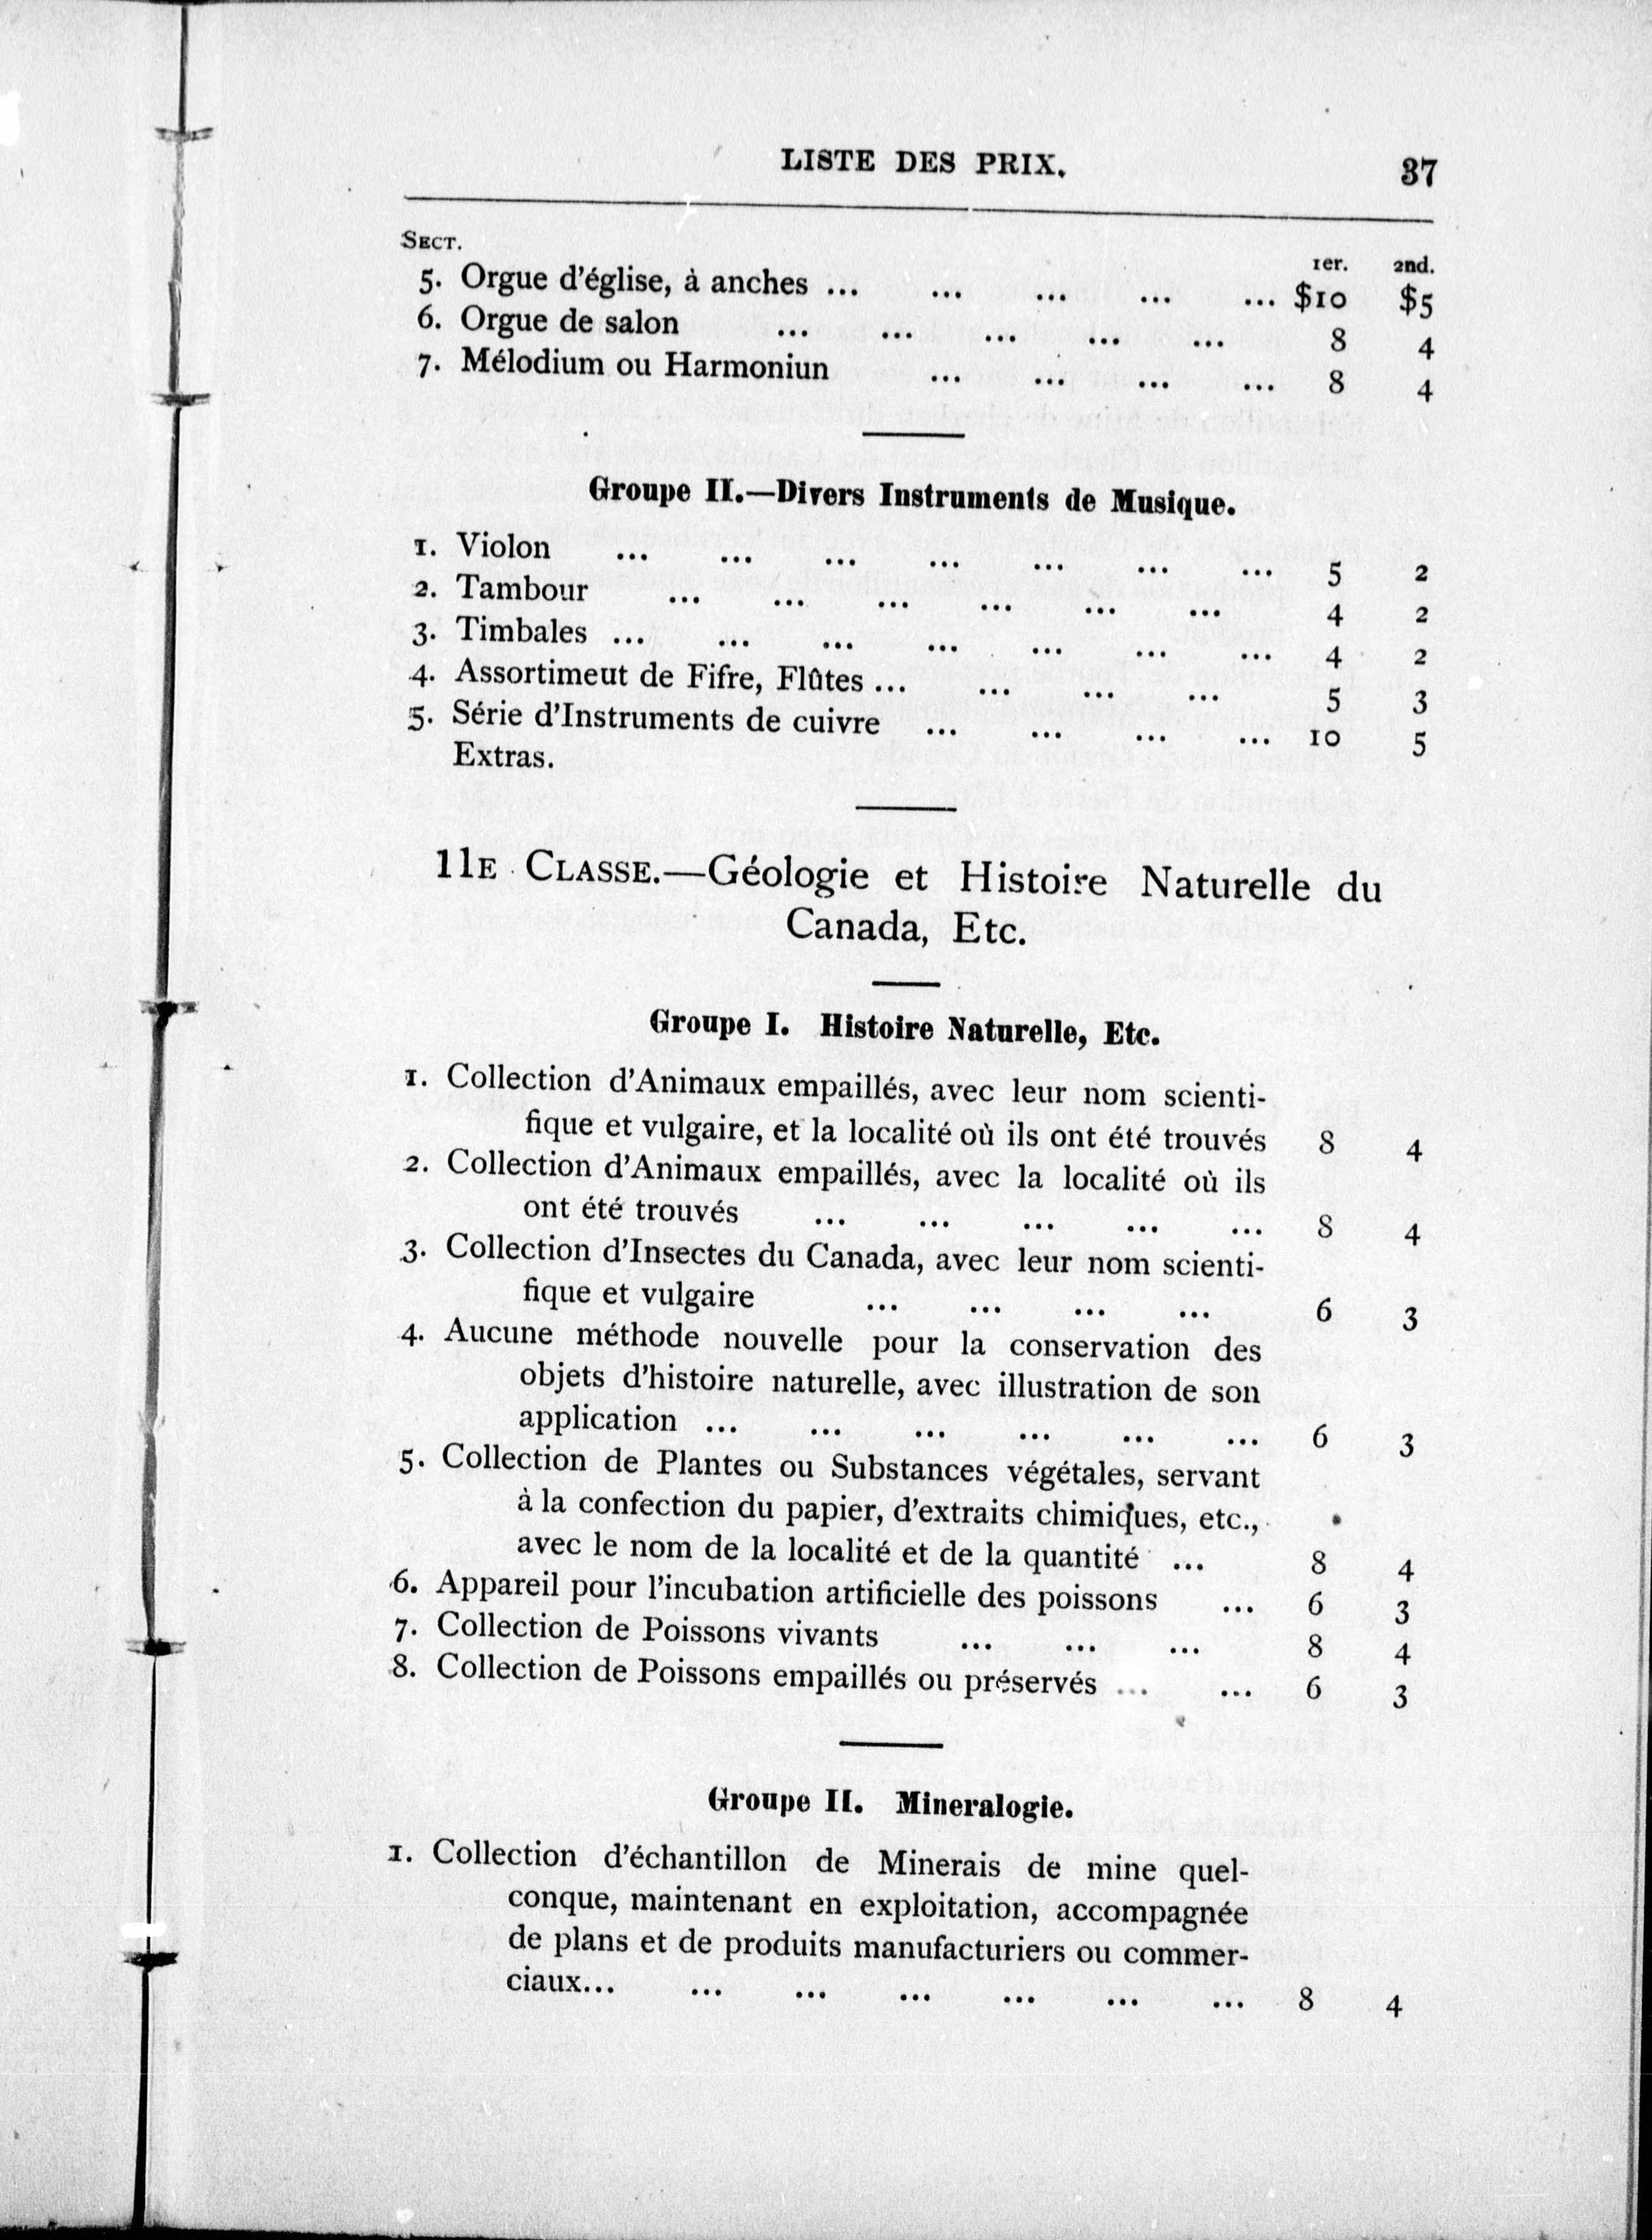 LISTE DES PRIX. 37
SECT. 1er. 2nd.
5. Orgue d'église, à anches ... ... ... ... ... $10 $5
6. Orgue de salon ... ... ... ... ... 8 4
7. Mélodium ou Harmoniun ... ... ... ... 8 4
Groupe II.—Divers Instruments de Musique.
1. Violon ... ... ... ... ... ... ... 5 2
2. Tambour ... ... ... ... ... ... 4 2
3. Timbales ... ... ... ... ... ... ... 4 2
4. Assortimeut de Fifre, Flûtes ... ... ... ... 5 3
5. Série d'Instruments de cuivre ... ... ... ... 10 5
Extras.
11E CLASSE.—Géologie et Histoire Naturelle du
Canada, Etc.
Groupe I. Histoire Naturelle, Etc.
1. Collection d'Animaux empaillés, avec leur nom scienti-
fique et vulgaire, et la localité où ils ont été trouvés 8 4
2. Collection d'Animaux empaillés, avec la localité où ils
ont été trouvés ... ... ... ... ... 8 4
3. Collection d'Insectes du Canada, avec leur nom scienti-
fique et vulgaire ... ... ... ... 6 3
4. Aucune méthode nouvelle pour la conservation des
objets d'histoire naturelle, avec illustration de son
application ... ... ... ... ... ... 6 3
5. Collection de Plantes ou Substances végétales, servant
à la confection du papier, d'extraits chimiques, etc.,
avec le nom de la localité et de la quantité ... 8 4
6. Appareil pour l'incubation artificielle des poissons ... 6 3
7. Collection de Poissons vivants ... ... ... 8 4
8. Collection de Poissons empaillés ou préservés ... ... 6 3
Groupe II. Mineralogie.
1. Collection d'échantillon de Minerais de mine quel-
conque, maintenant en exploitation, accompagnée
de plans et de produits manufacturiers ou commer-
ciaux... ... ... ... ... ... ... 8 4